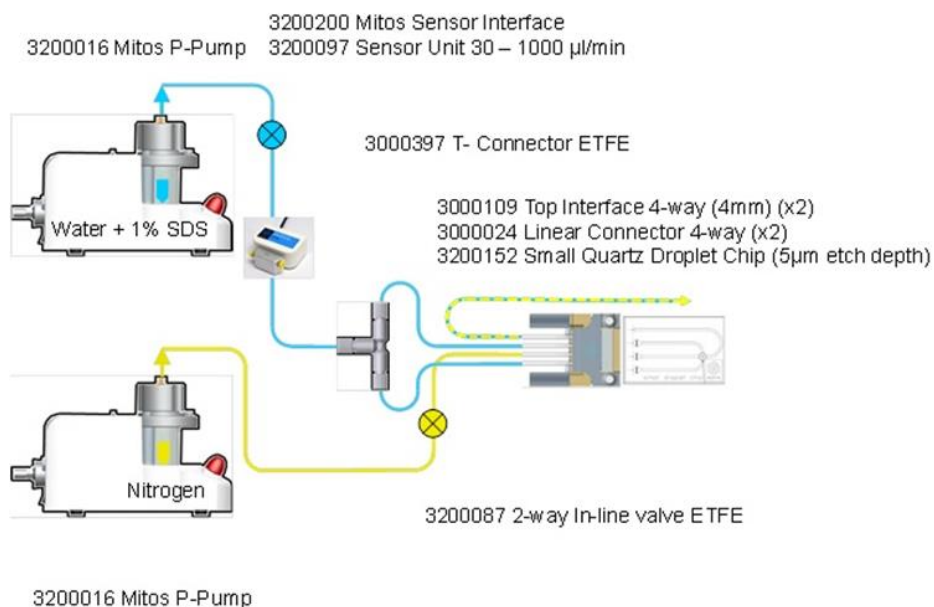 3200200 Mitos Sensor Interface
3200016 Mitos P-Pump
3200097 Sensor Unit 30 – 1000 µl/min
3000397 T- Connector ETFE
3000109 Top Interface 4-way (4mm) (x2)
3000024 Linear Connector 4-way (x2)
3200152 Small Quartz Droplet Chip (5µm etch depth)
Water + 1% SDS
Nitrogen
3200087 2-way In-line valve ETFE
3200016 Mitos P-Pump